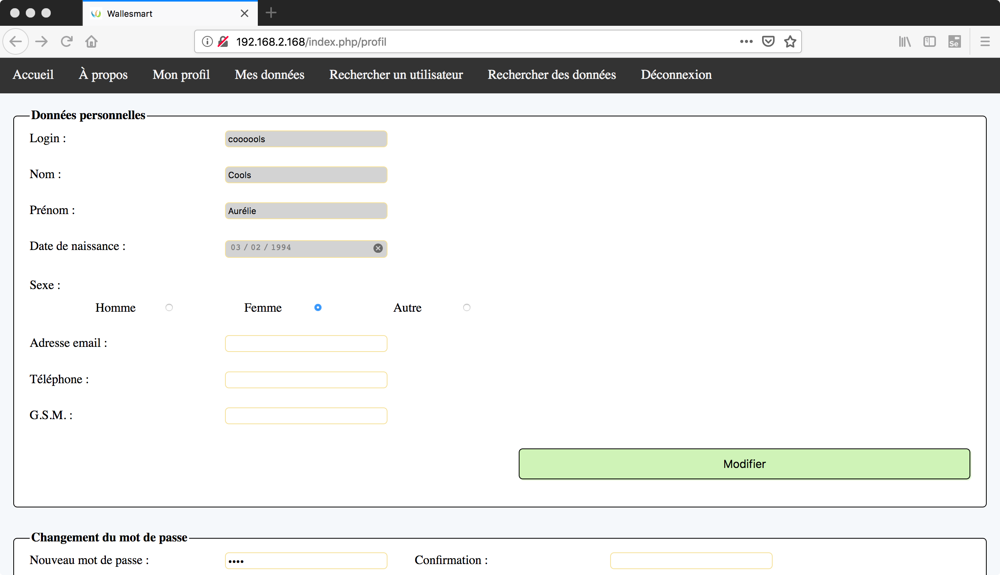 Wallesmart
192.168.2.168/index.php/profil
Se
Accueil À propos Mon profil Mes données Rechercher un utilisateur Rechercher des données Déconnexion
Données personnelles
Login : coooools
Nom : Cools
Prénom : Aurélie
Date de naissance : 03 / 02 / 1994
Sexe :
Homme Femme Autre
Adresse email :
Téléphone :
G.S.M. :
Modifier
Changement du mot de passe
Nouveau mot de passe : •••• Confirmation :